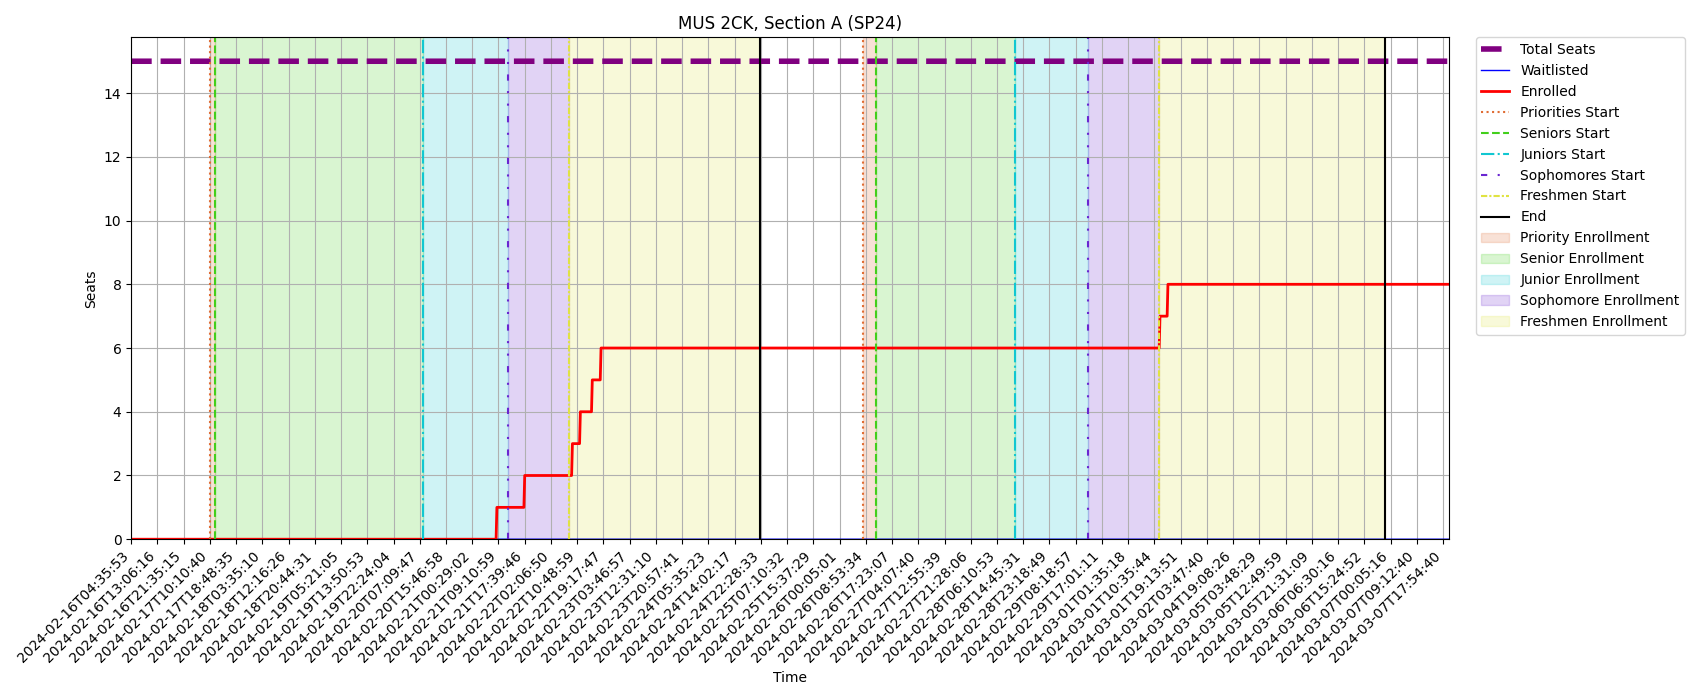 MUS 2CK, Section A (SP24)
Seats
14
12
10
8
6
4
2
0
2024-02-16T04:35:53
2024-02-16T13:06:16
2024-02-16T21:35:15
2024-02-17T10:10:40
2024-02-17T18:48:35
2024-02-18T03:35:10
2024-02-18T12:16:26
2024-02-18T20:44:31
2024-02-19T05:21:05
2024-02-19T13:50:53
2024-02-19T22:24:04
2024-02-20T07:09:47
2024-02-20T15:46:58
2024-02-21T00:29:02
2024-02-21T09:10:59
2024-02-21T17:39:46
2024-02-22T02:06:50
2024-02-22T10:48:59
2024-02-22T19:17:47
2024-02-23T03:46:57
2024-02-23T12:31:10
2024-02-23T20:57:41
2024-02-24T05:35:23
2024-02-24T14:02:17
2024-02-24T22:28:33
2024-02-25T07:10:32
2024-02-25T15:37:29
2024-02-26T00:05:01
2024-02-26T08:53:34
2024-02-26T17:23:07
2024-02-27T04:07:40
2024-02-27T12:55:39
2024-02-27T21:28:06
2024-02-28T06:10:53
2024-02-28T14:45:31
2024-02-28T23:18:49
2024-02-29T08:18:57
2024-02-29T17:01:11
2024-03-01T01:35:18
2024-03-01T10:35:44
2024-03-01T19:13:51
2024-03-02T03:47:40
2024-03-04T19:08:26
2024-03-05T03:48:29
2024-03-05T12:49:59
2024-03-05T21:31:09
2024-03-06T06:30:16
2024-03-06T15:24:52
2024-03-07T00:05:16
2024-03-07T09:12:40
2024-03-07T17:54:40
Time
Total Seats
Waitlisted
Enrolled
Priorities Start
Seniors Start
Juniors Start
Sophomores Start
Freshmen Start
End
Priority Enrollment
Senior Enrollment
Junior Enrollment
Sophomore Enrollment
Freshmen Enrollment